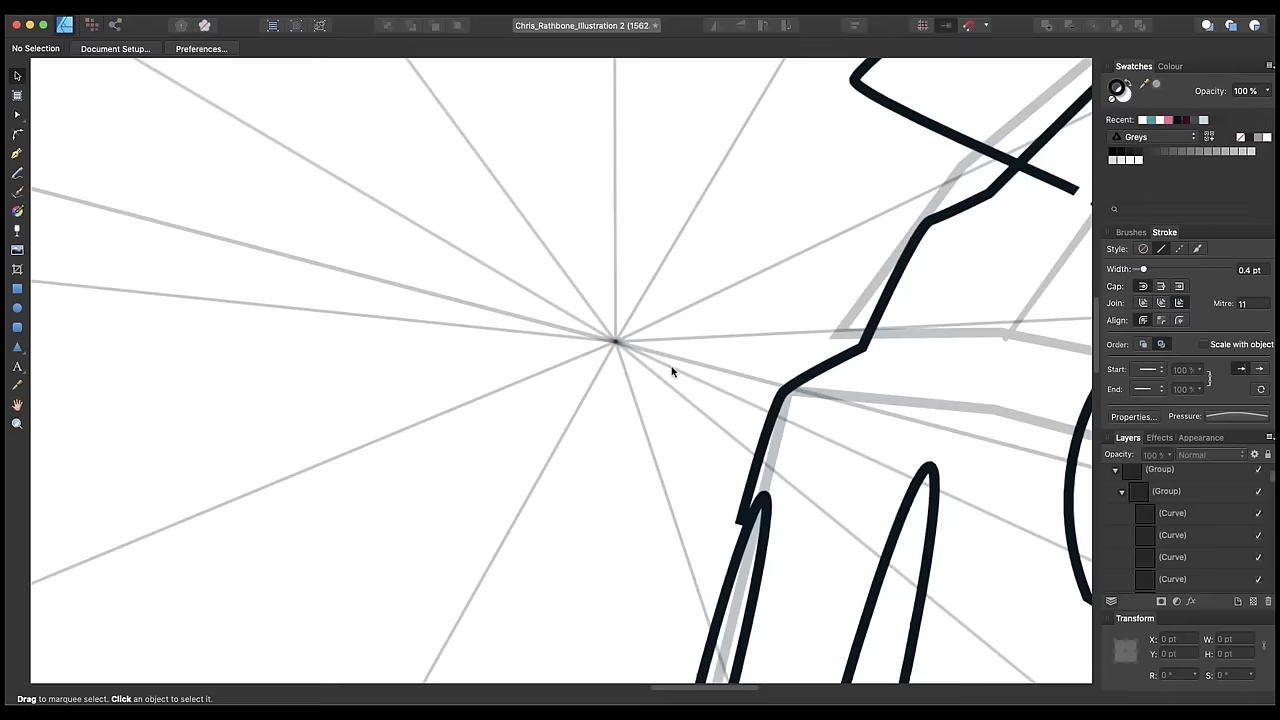 Chris_Rathbone_Illustration 2 (1562.
No Selection
Document Setup...
Preferences...
Swatches Colour
Opacity: 100 %
Recent:
Greys
Brushes Stroke
Style:
Width: 0.4 pt
Cap:
Join: Mitre: 11
Align:
Order: Scale with object
Start: 100 %
End: 100 %
Properties... Pressure:
Layers Effects Appearance
Opacity: 100 % Normal
(Group)
(Group)
(Curve)
(Curve)
(Curve)
(Curve)
Transform
X: 0 pt W: 0 pt
Y: 0 pt H: 0 pt
R: 0 ° S: 0 °
Drag to marquee select. Click an object to select it.